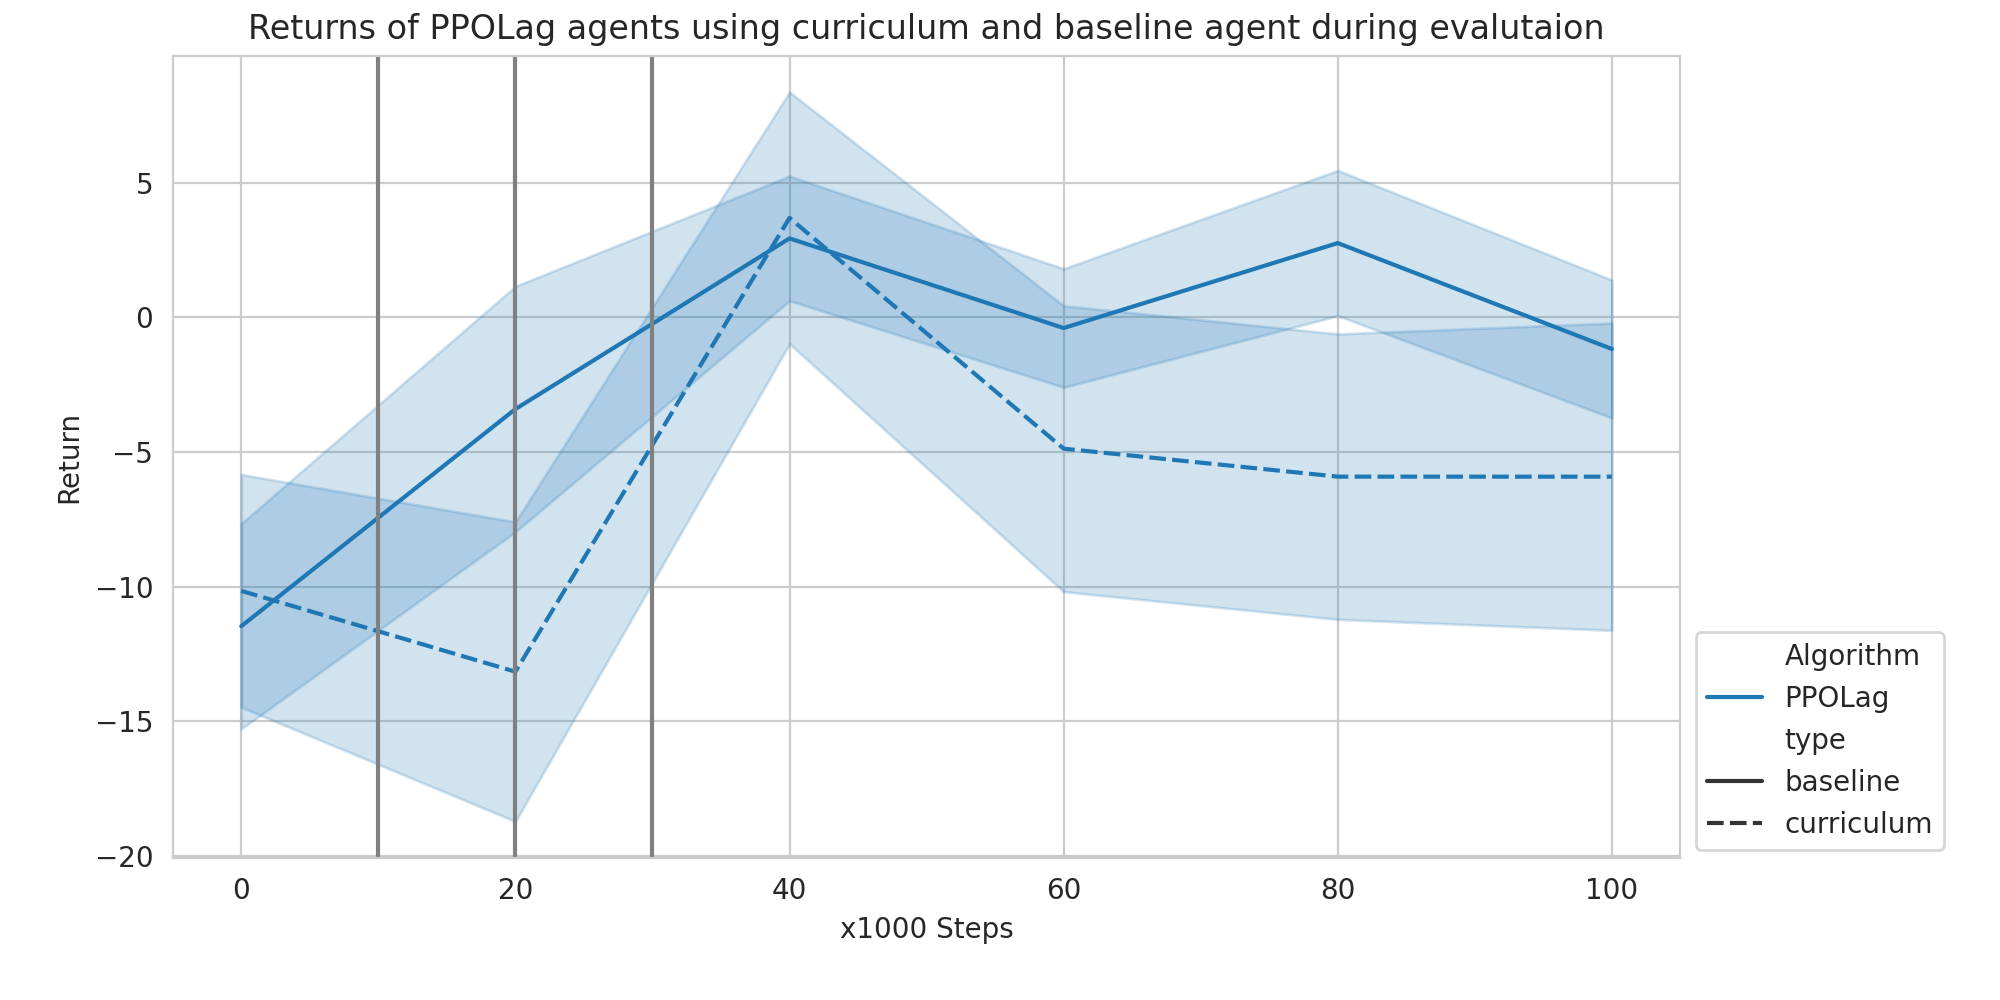 Returns of PPOLag agents using curriculum and baseline agent during evalutaion
5
0
−5
−10
−15
−20
Return
0 20 40 60 80 100
x1000 Steps
Algorithm
PPOLag
type
baseline
curriculum